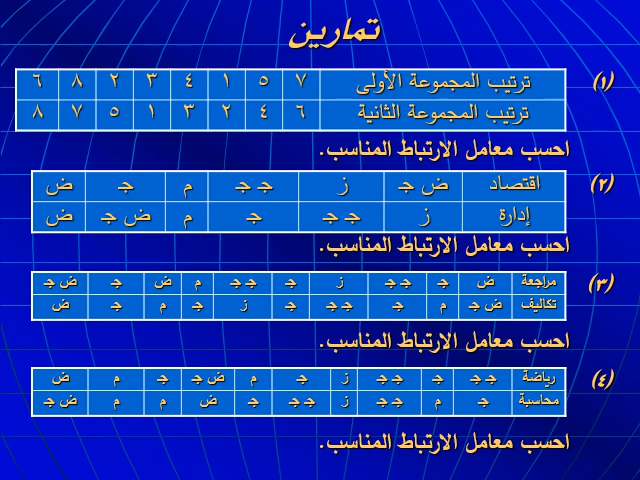 تمارين
(١)
ترتيب المجموعة الأولى ٧ ٥ ١ ٤ ٣ ٢ ٨ ٦
ترتيب المجموعة الثانية ٦ ٤ ٢ ٣ ١ ٥ ٧ ٨
احسب معامل الارتباط المناسب.
(٢)
اقتصاد ض جـ ز جـ جـ م جـ ض
إدارة ز جـ جـ جـ م ض جـ ض
احسب معامل الارتباط المناسب.
(٣)
مراجعة ض جـ جـ جـ ز جـ جـ جـ م ض جـ ض جـ
تكاليف ض جـ م جـ جـ جـ جـ ز جـ م جـ ض
احسب معامل الارتباط المناسب.
(٤)
رياضة جـ جـ جـ جـ جـ ز جـ م ض جـ جـ م ض
محاسبة جـ م جـ جـ ز جـ جـ جـ ض م م ض جـ
احسب معامل الارتباط المناسب.